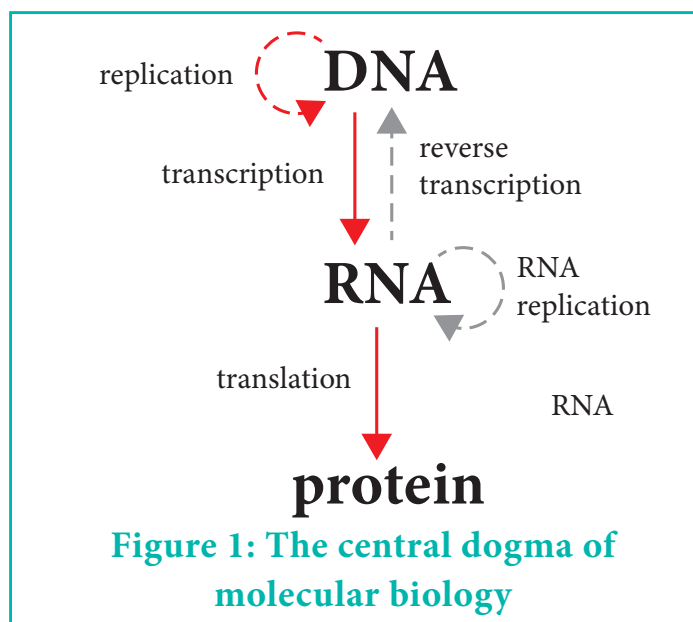 DNA
replication
transcription
reverse
transcription
RNA
RNA
replication
translation
RNA
protein
Figure 1: The central dogma of
molecular biology